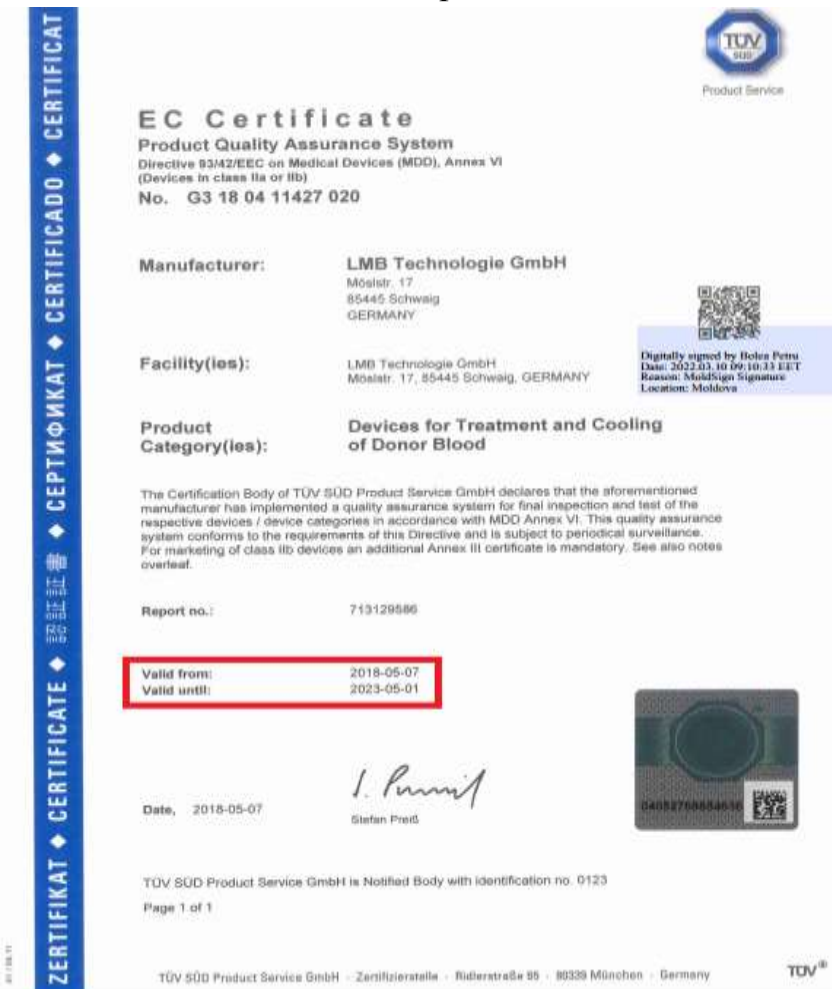 ZERTIFIKAT ◆ CERTIFICATE ◆ 認証証書 ◆ СЕРТИФИКАТ ◆ CERTIFICADO ◆ CERTIFICAT
TÜV
SÜD
Product Service
EC Certificate
Product Quality Assurance System
Directive 93/42/EEC on Medical Devices (MDD), Annex VI
(Devices in class IIa or IIb)
No. G3 18 04 11427 020
Manufacturer: LMB Technologie GmbH
Möslstr. 17
85445 Schwaig
GERMANY
Digitally signed by Bolea Petru
Date: 2022.03.10 09:10:33 EET
Reason: MoldSign Signature
Location: Moldova
Facility(ies): LMB Technologie GmbH
Möslstr. 17, 85445 Schwaig, GERMANY
Product Devices for Treatment and Cooling
Category(ies): of Donor Blood
The Certification Body of TÜV SÜD Product Service GmbH declares that the aforementioned
manufacturer has implemented a quality assurance system for final inspection and test of the
respective devices / device categories in accordance with MDD Annex VI. This quality assurance
system conforms to the requirements of this Directive and is subject to periodical surveillance.
For marketing of class IIb devices an additional Annex III certificate is mandatory. See also notes
overleaf.
Report no.: 713129586
Valid from: 2018-05-07
Valid until: 2023-05-01
Date, 2018-05-07
Stefan Preiß
TÜV SÜD Product Service GmbH is Notified Body with identification no. 0123
Page 1 of 1
TÜV SÜD Product Service GmbH · Zertifizierstelle · Ridlerstraße 65 · 80339 München · Germany
TÜV®